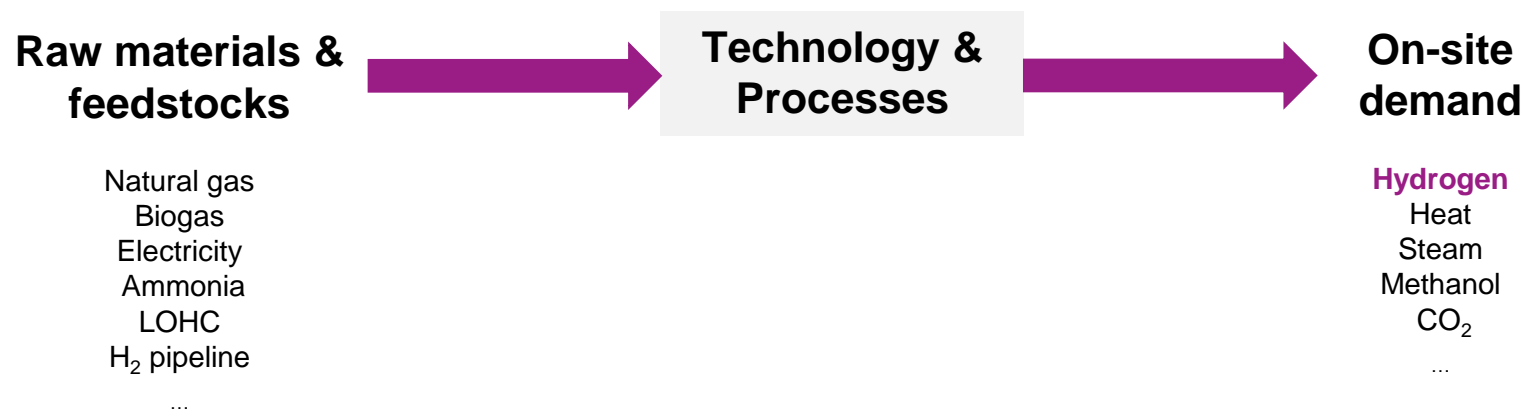 Raw materials &
feedstocks
Natural gas
Biogas
Electricity
Ammonia
LOHC
H₂ pipeline
...
Technology &
Processes
On-site
demand
Hydrogen
Heat
Steam
Methanol
CO₂
...